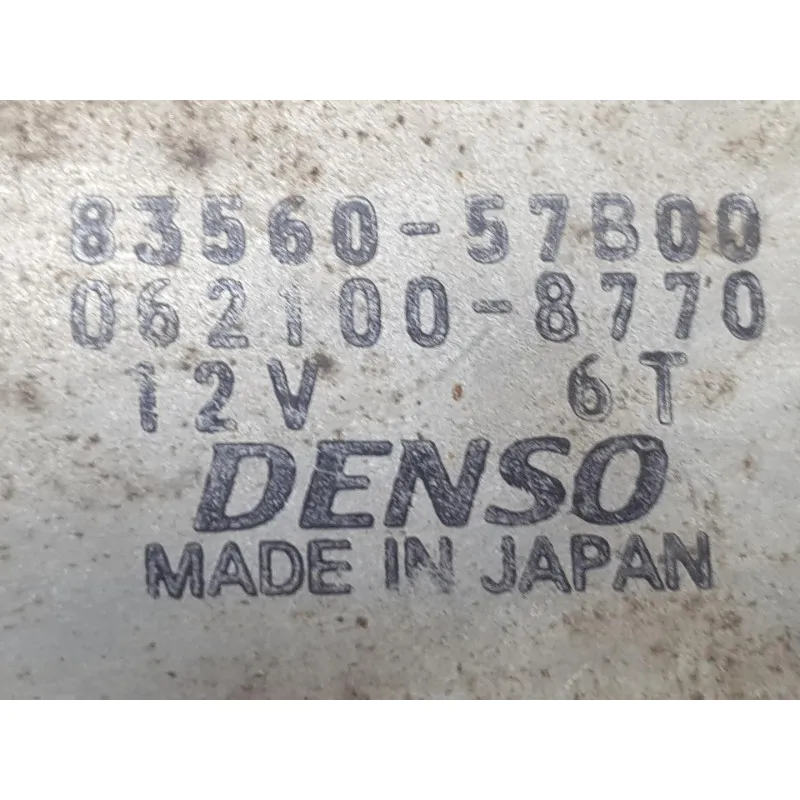 83560-57B00
062100-8770
12V 6T
DENSO
MADE IN JAPAN